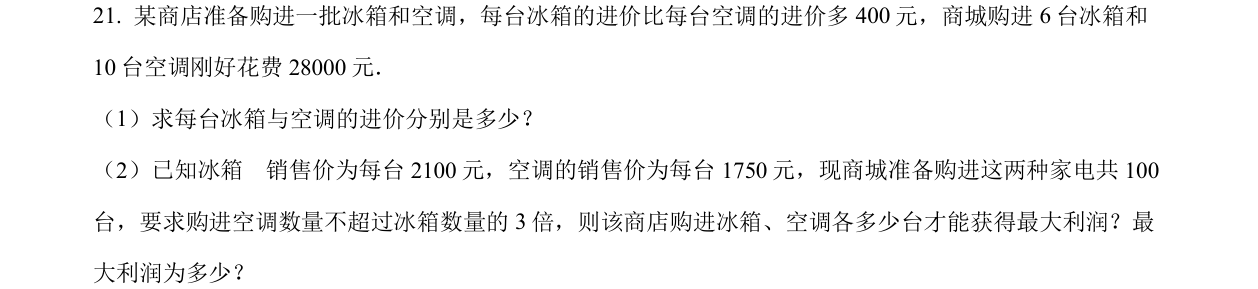 21. 某商店准备购进一批冰箱和空调，每台冰箱的进价比每台空调的进价多 400 元，商城购进 6 台冰箱和
10 台空调刚好花费 28000 元．
（1）求每台冰箱与空调的进价分别是多少？
（2）已知冰箱　销售价为每台 2100 元，空调的销售价为每台 1750 元，现商城准备购进这两种家电共 100
台，要求购进空调数量不超过冰箱数量的 3 倍，则该商店购进冰箱、空调各多少台才能获得最大利润？最
大利润为多少？